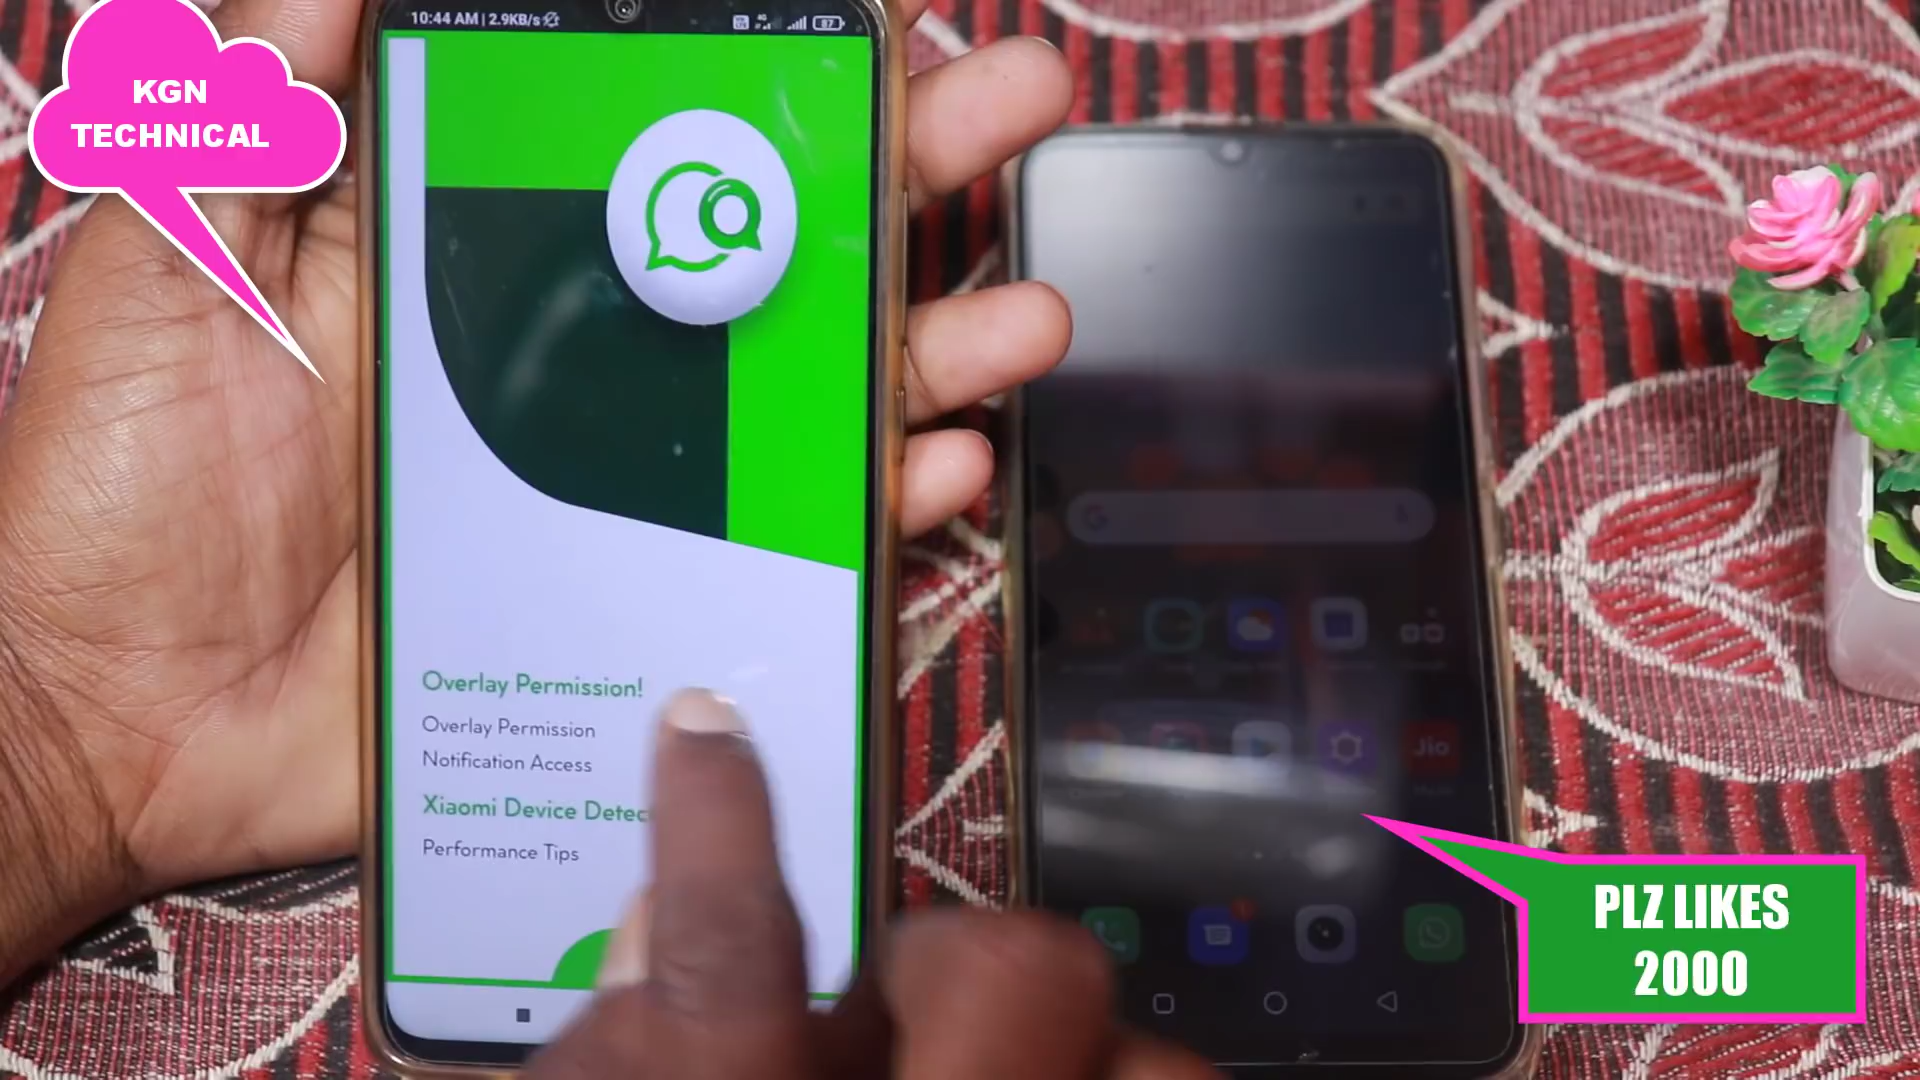 10:44 AM | 2.9KB/s
87
KGN
TECHNICAL
Overlay Permission!
Overlay Permission
Notification Access
Xiaomi Device Detec
Performance Tips
Jio
PLZ LIKES
2000